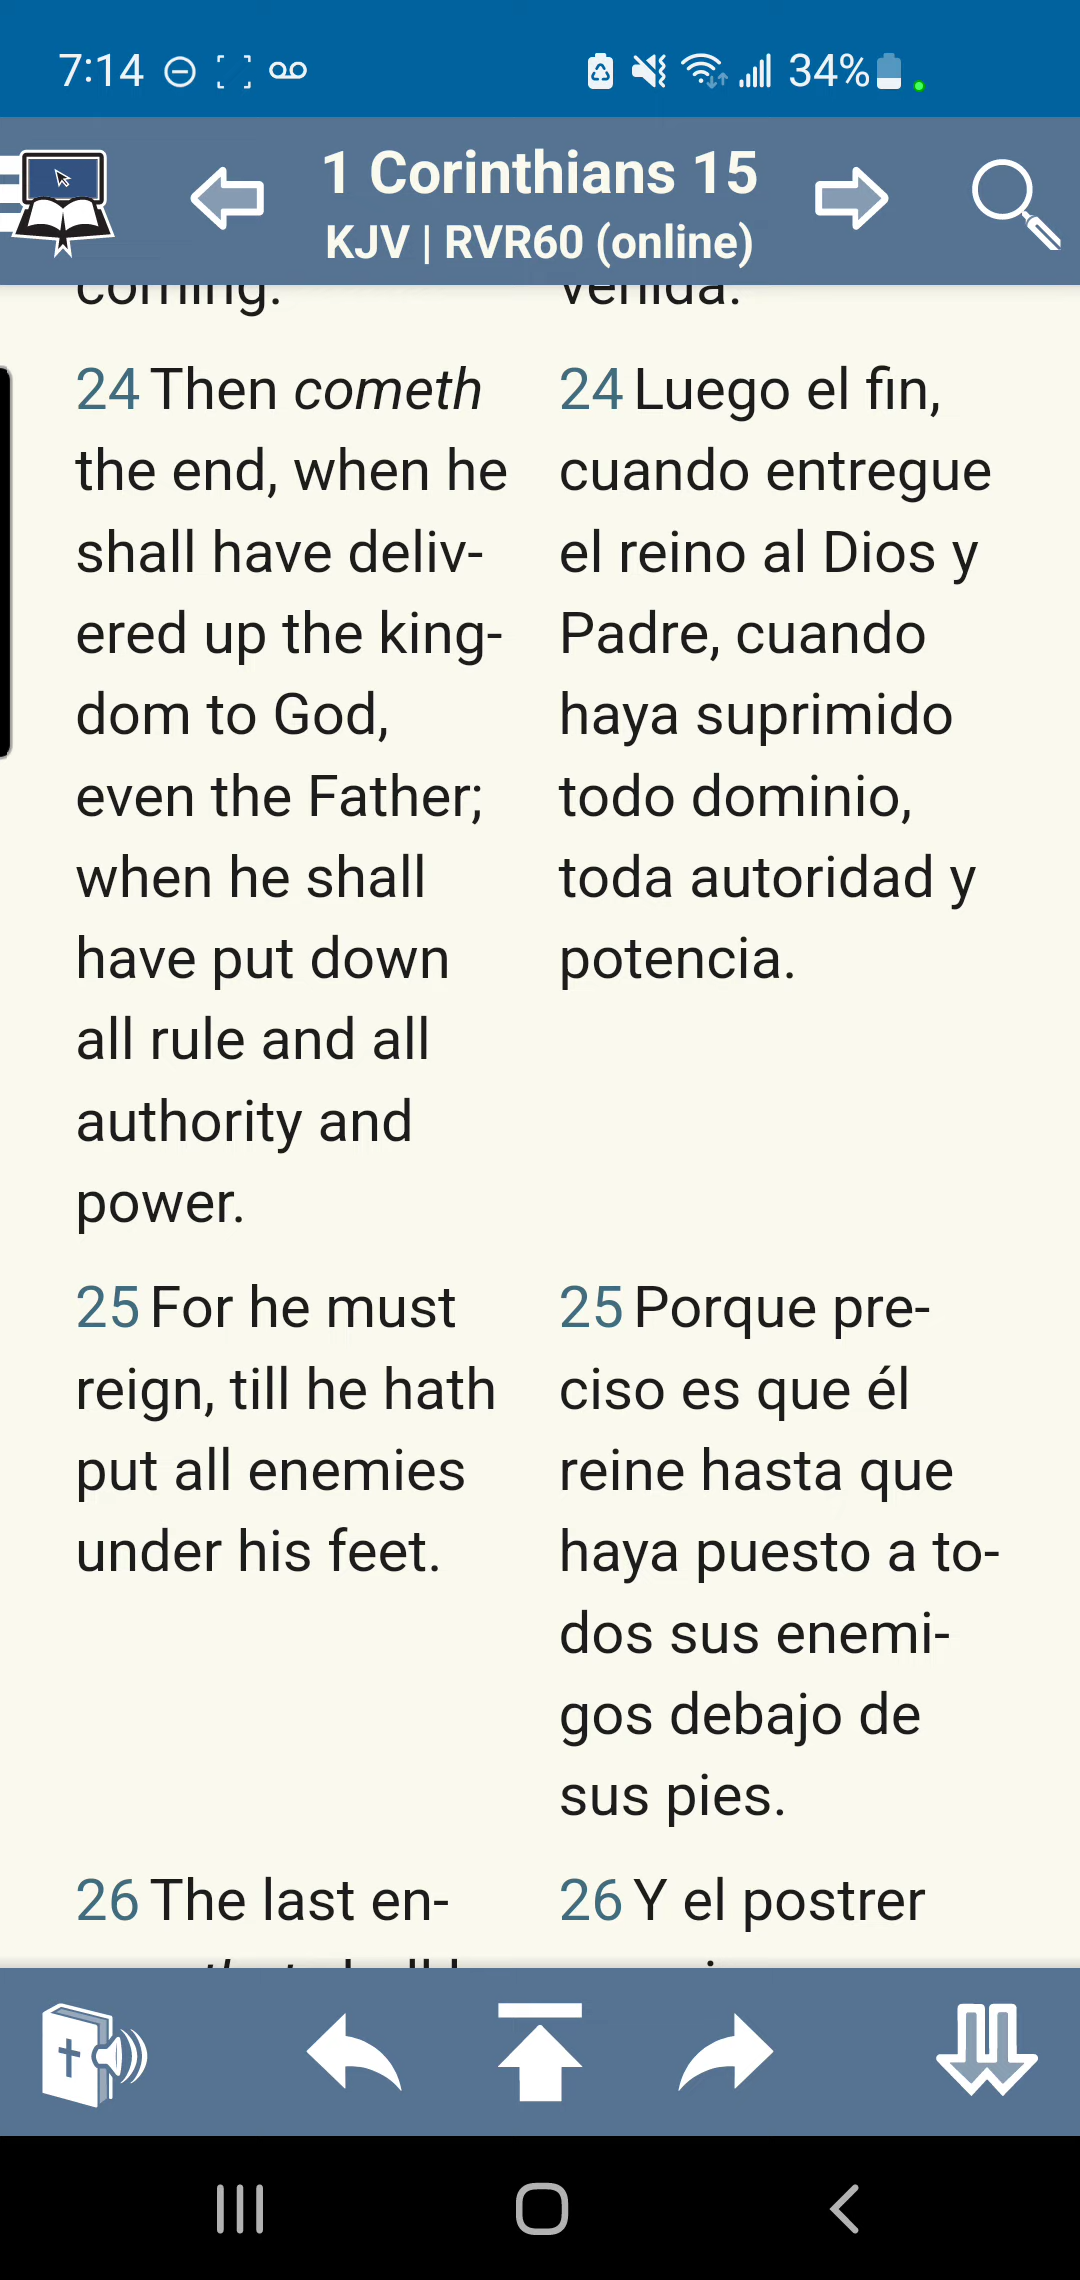 7:14
34%
1 Corinthians 15
KJV | RVR60 (online)
coming.
24 Then cometh
the end, when he
shall have deliv-
ered up the king-
dom to God,
even the Father;
when he shall
have put down
all rule and all
authority and
power.
25 For he must
reign, till he hath
put all enemies
under his feet.
26 The last en-
venida.
24 Luego el fin,
cuando entregue
el reino al Dios y
Padre, cuando
haya suprimido
todo dominio,
toda autoridad y
potencia.
25 Porque pre-
ciso es que él
reine hasta que
haya puesto a to-
dos sus enemi-
gos debajo de
sus pies.
26 Y el postrer